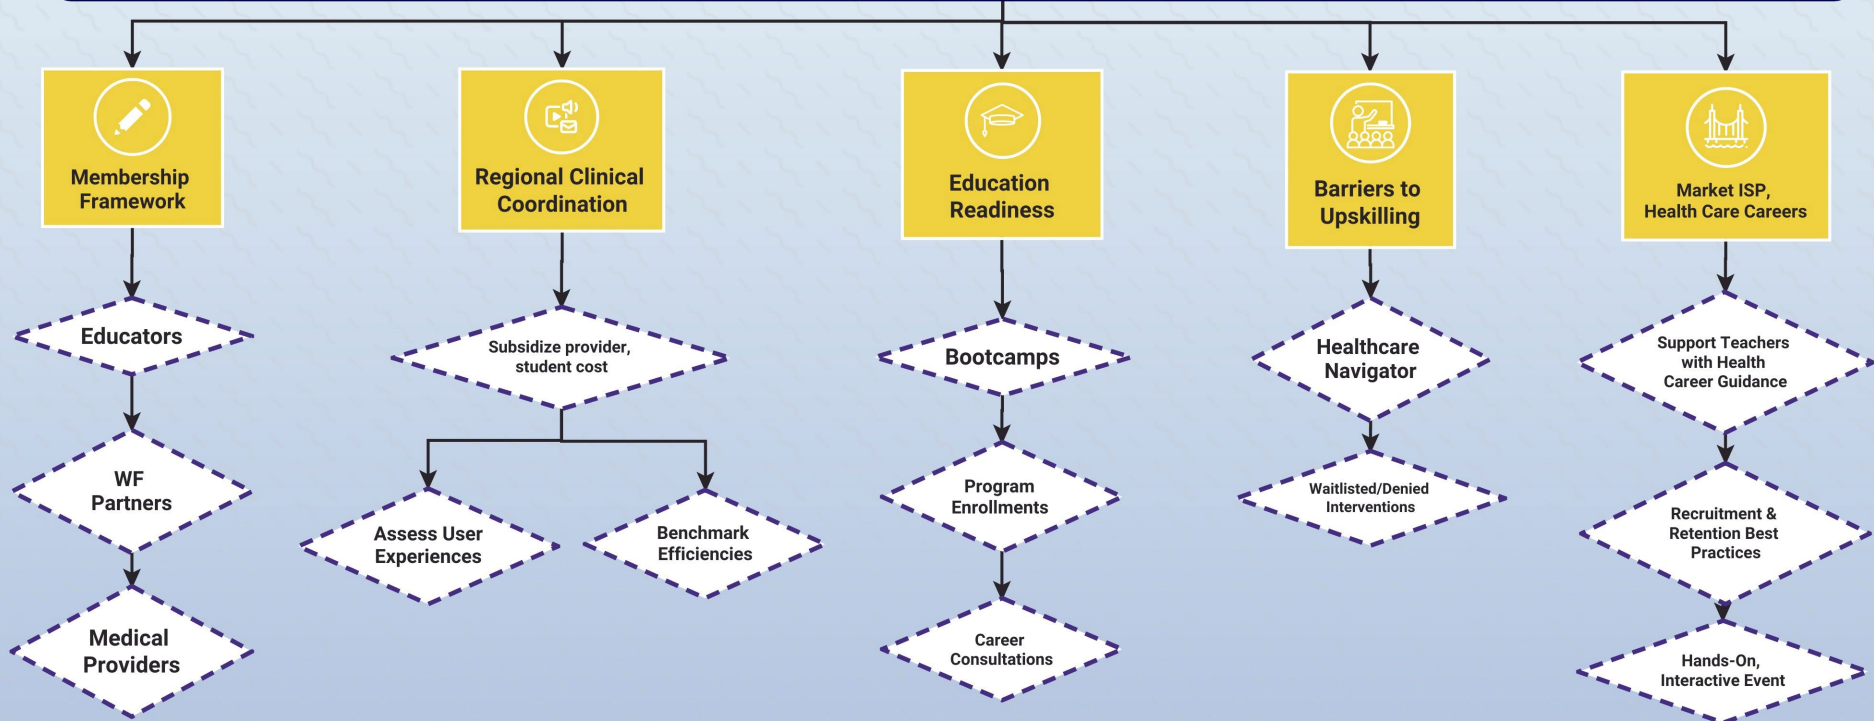 Membership
Framework
Regional Clinical
Coordination
Education
Readiness
Barriers to
Upskilling
Market ISP,
Health Care Careers
Educators
WF
Partners
Medical
Providers
Subsidize provider,
student cost
Assess User
Experiences
Benchmark
Efficiencies
Bootcamps
Program
Enrollments
Career
Consultations
Healthcare
Navigator
Waitlisted/Denied
Interventions
Support Teachers
with Health
Career Guidance
Recruitment &
Retention Best
Practices
Hands-On,
Interactive Event